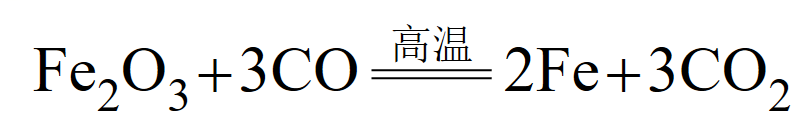 Fe₂O₃+3CO ═(高温)═ 2Fe+3CO₂